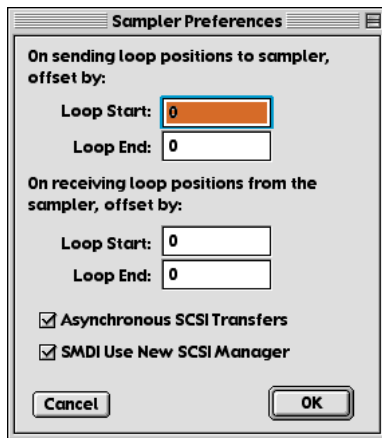 Sampler Preferences
On sending loop positions to sampler,
offset by:
Loop Start: 0
Loop End: 0
On receiving loop positions from the
sampler, offset by:
Loop Start: 0
Loop End: 0
Asynchronous SCSI Transfers
SMDI Use New SCSI Manager
Cancel OK